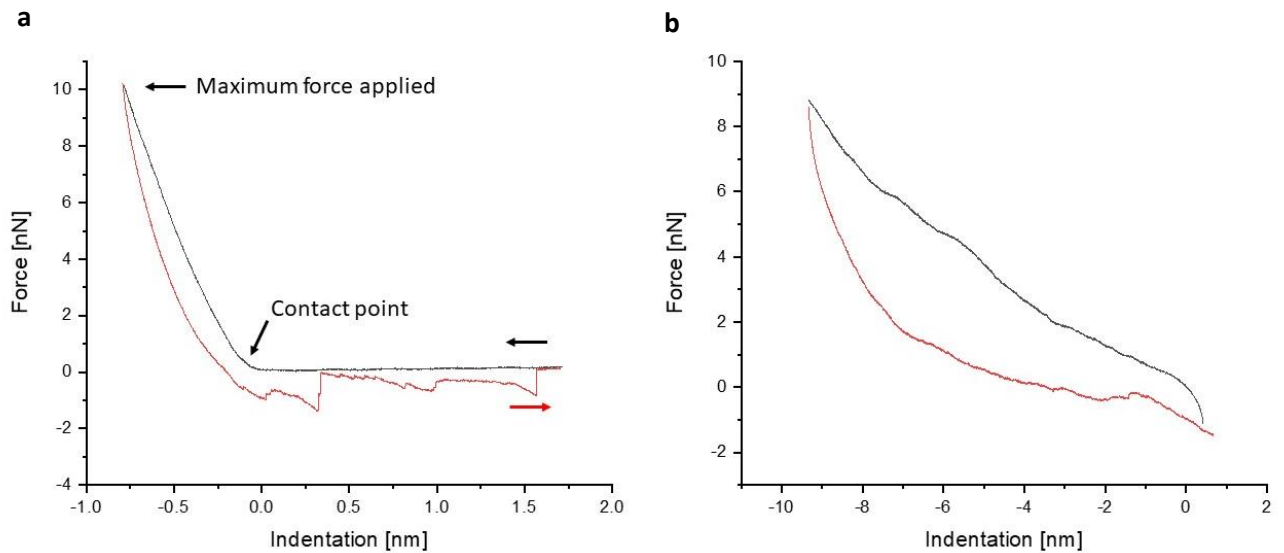 a
Maximum force applied
Contact point
Force [nN]
10
8
6
4
2
0
-2
-4
-1.0 -0.5 0.0 0.5 1.0 1.5 2.0
Indentation [nm]
b
Force [nN]
10
8
6
4
2
0
-2
-10 -8 -6 -4 -2 0 2
Indentation [nm]